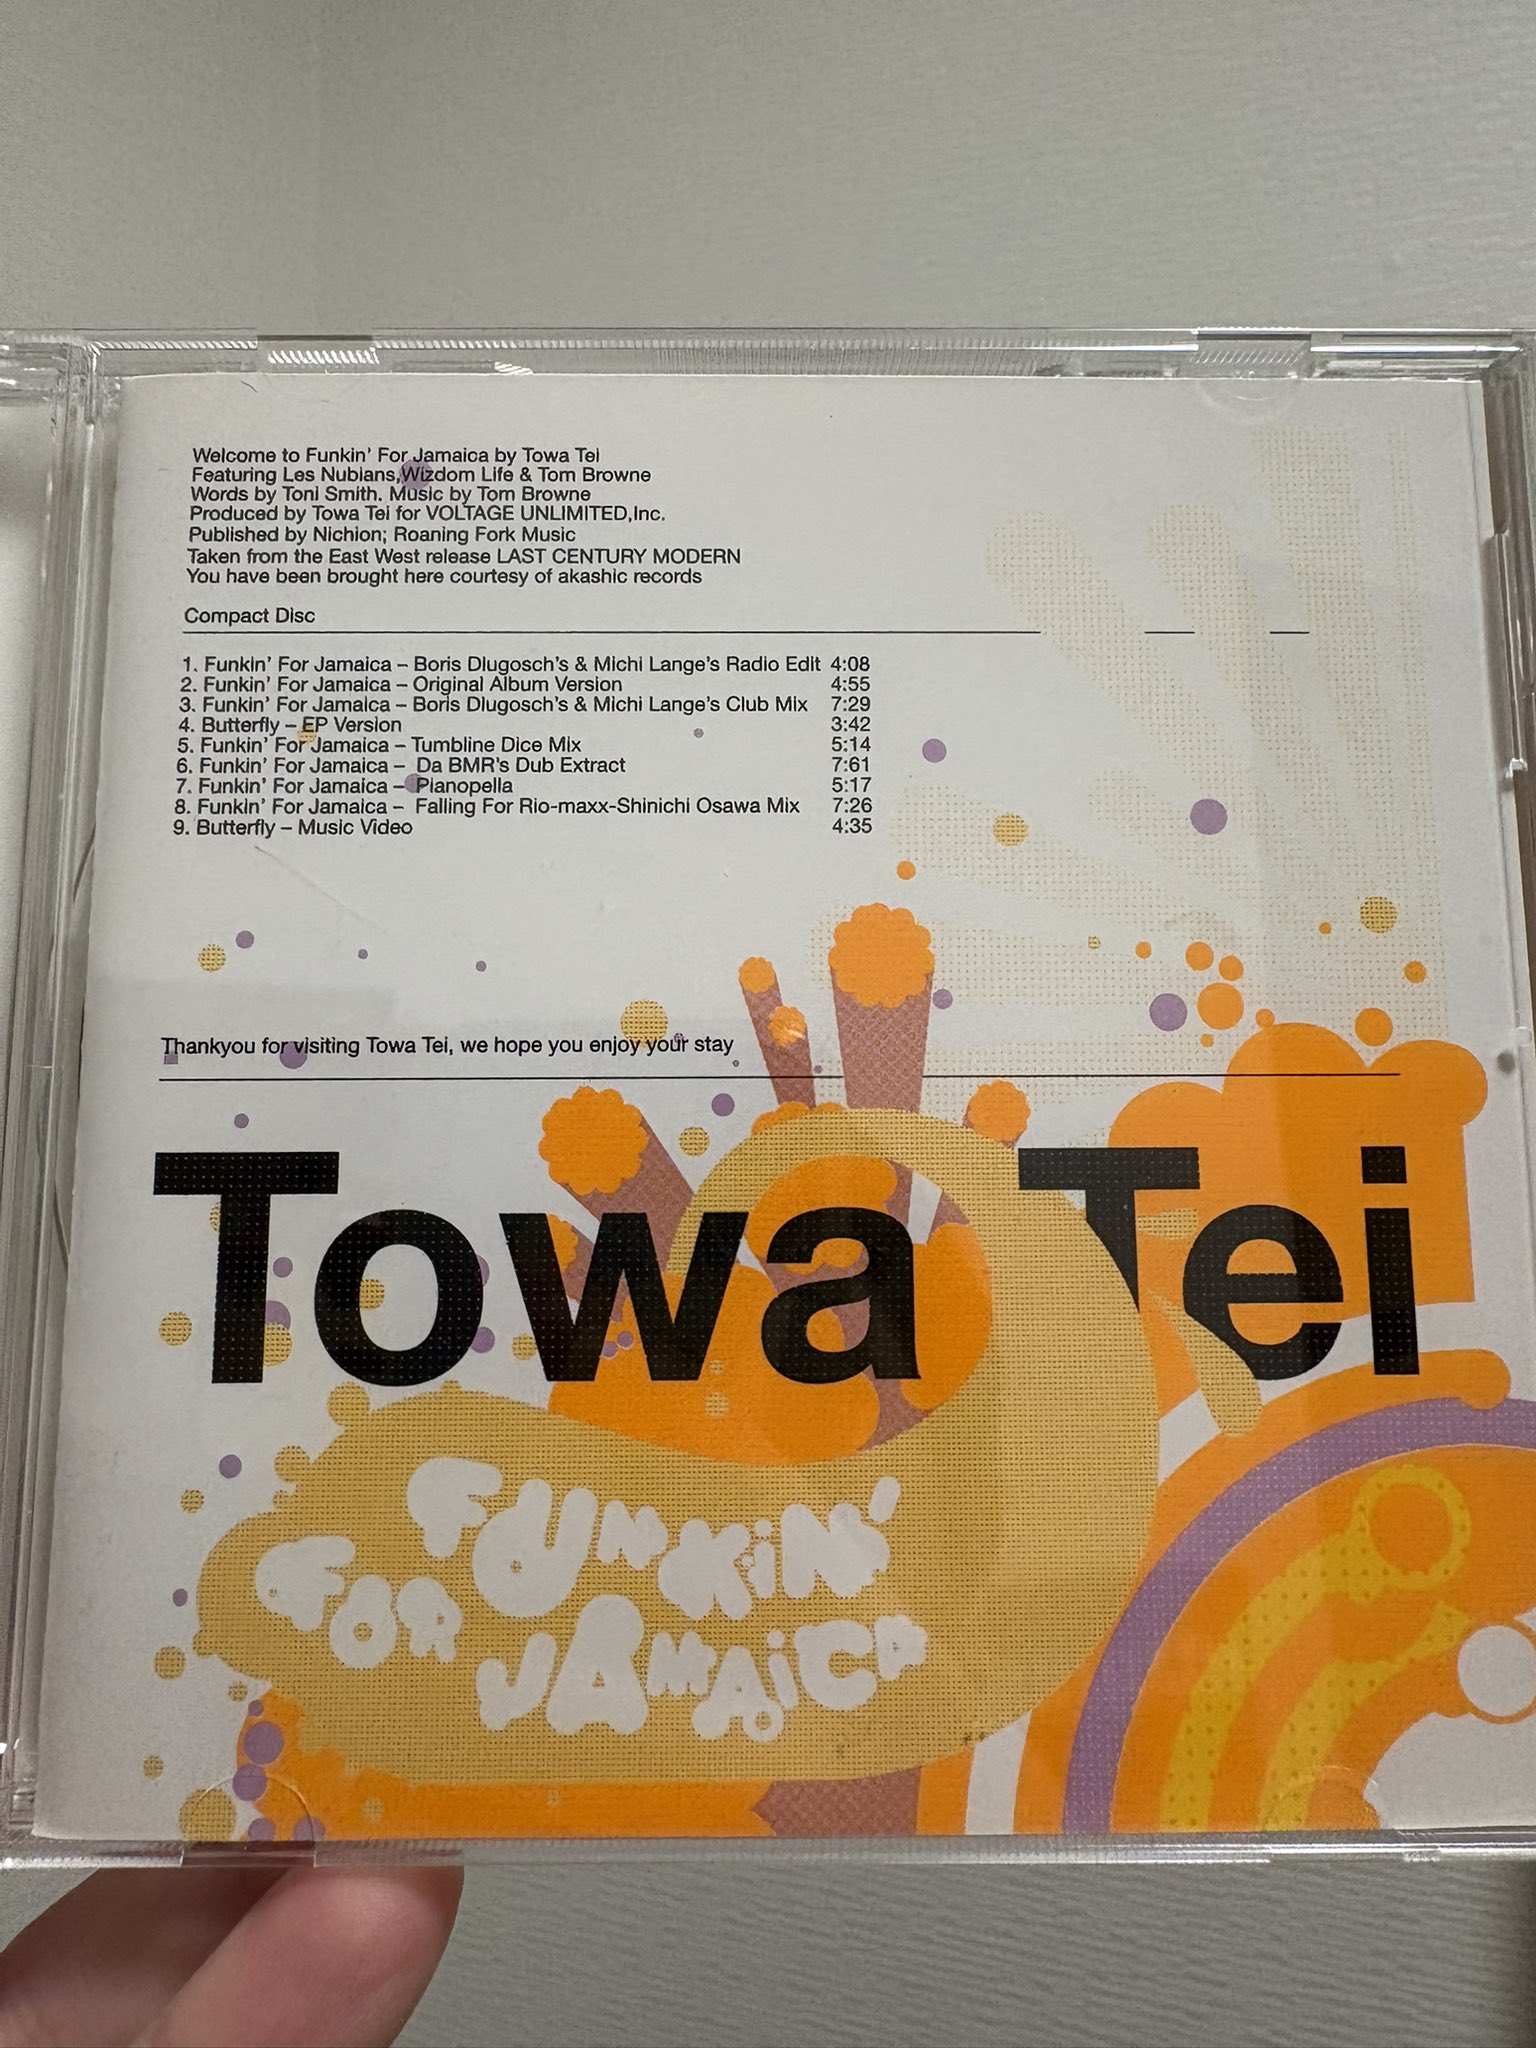 Welcome to Funkin' For Jamaica by Towa Tei
Featuring Les Nubians,Wizdom Life & Tom Browne
Words by Toni Smith. Music by Tom Browne
Produced by Towa Tei for VOLTAGE UNLIMITED,Inc.
Published by Nichion; Roaning Fork Music
Taken from the East West release LAST CENTURY MODERN
You have been brought here courtesy of akashic records
Compact Disc
1. Funkin' For Jamaica – Boris Dlugosch's & Michi Lange's Radio Edit 4:08
2. Funkin' For Jamaica – Original Album Version 4:55
3. Funkin' For Jamaica – Boris Dlugosch's & Michi Lange's Club Mix 7:29
4. Butterfly – EP Version 3:42
5. Funkin' For Jamaica – Tumbline Dice Mix 5:14
6. Funkin' For Jamaica – Da BMR's Dub Extract 7:61
7. Funkin' For Jamaica – Pianopella 5:17
8. Funkin' For Jamaica – Falling For Rio-maxx-Shinichi Osawa Mix 7:26
9. Butterfly – Music Video 4:35
Thankyou for visiting Towa Tei, we hope you enjoy your stay
Towa Tei
FUNKiN'
FOR JAMAiCA